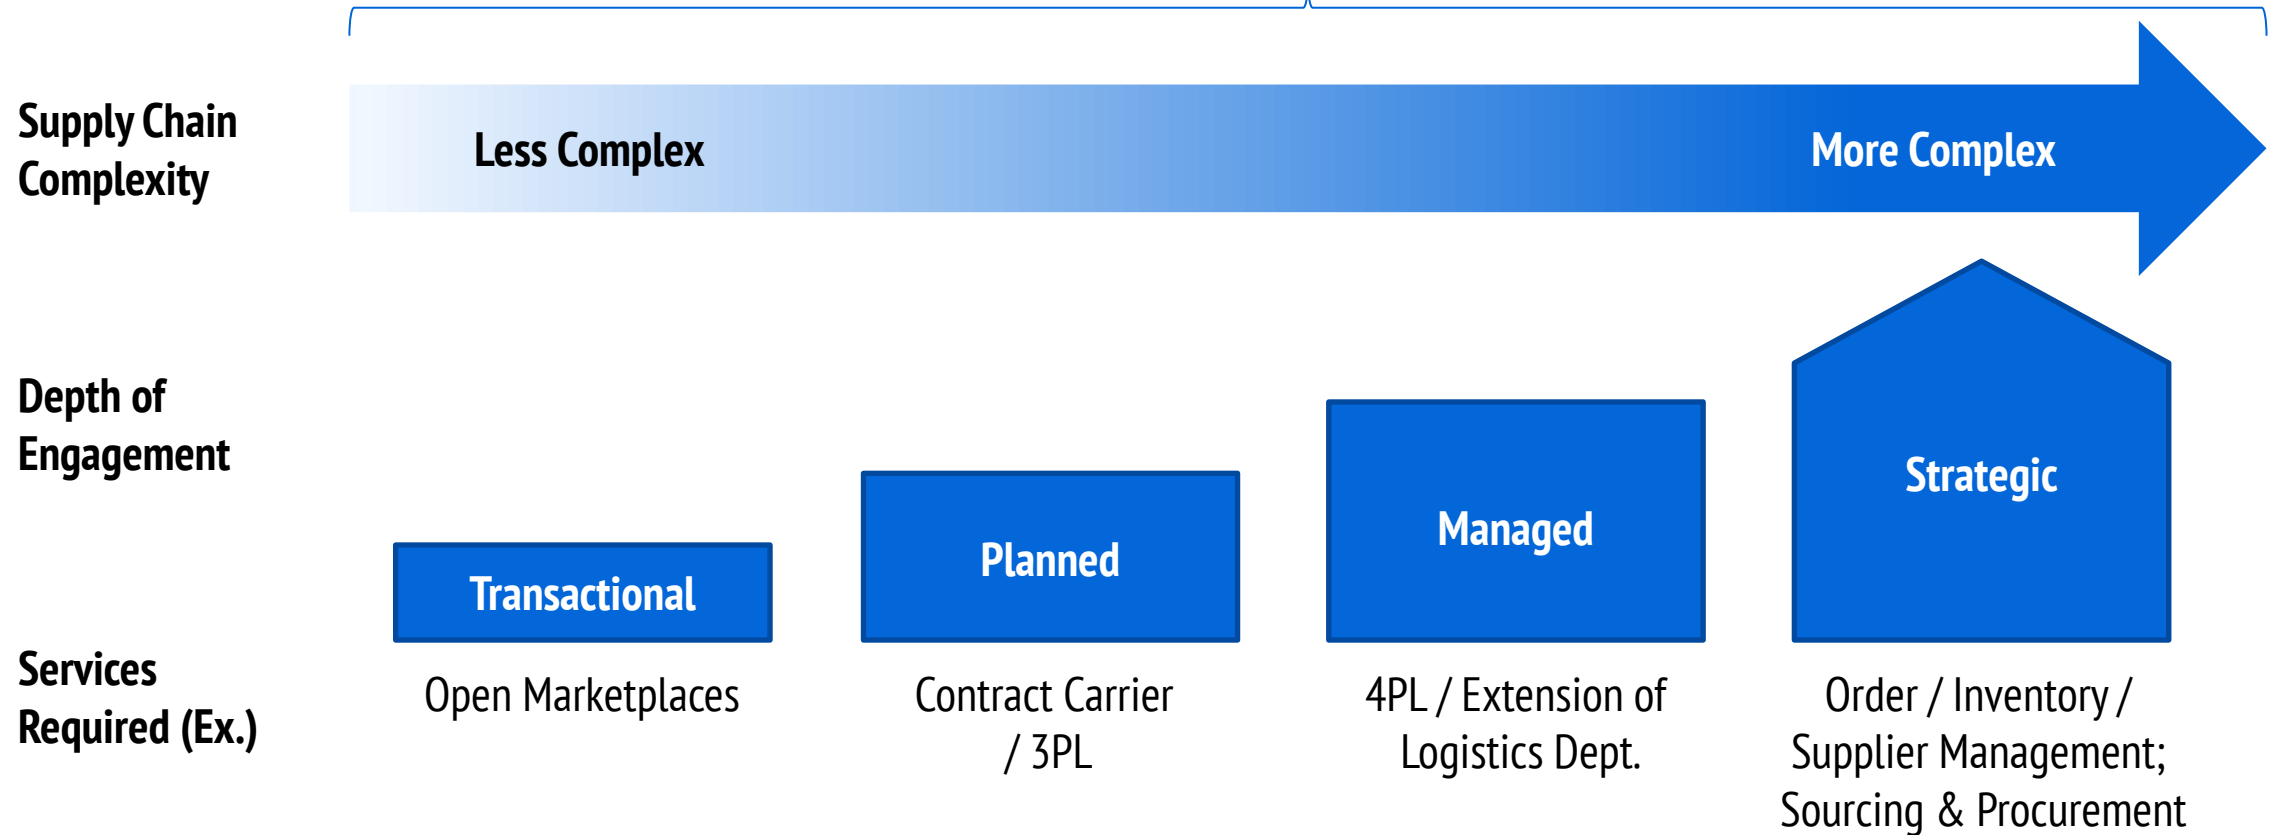 Supply Chain
Complexity
Less Complex
More Complex
Depth of
Engagement
Transactional
Planned
Managed
Strategic
Services
Required (Ex.)
Open Marketplaces
Contract Carrier
/ 3PL
4PL / Extension of
Logistics Dept.
Order / Inventory /
Supplier Management;
Sourcing & Procurement